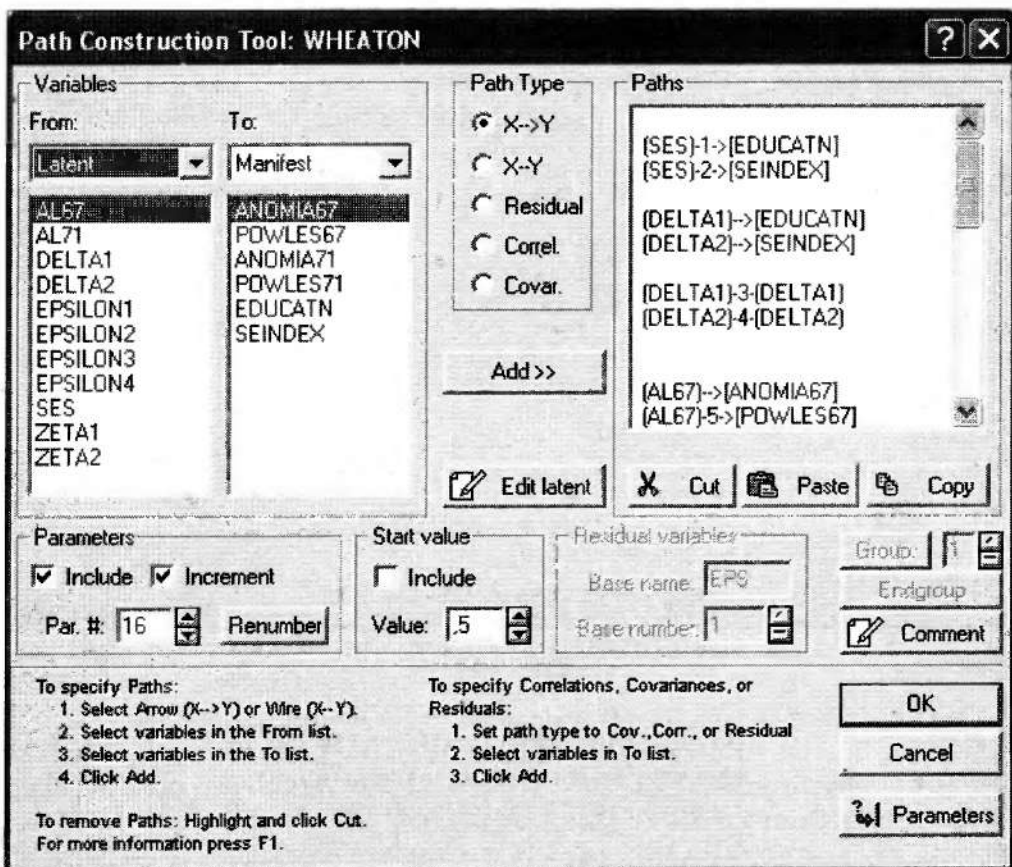 Path Construction Tool: WHEATON
Variables
From:
To:
Latent
Manifest
AL67
AL71
DELTA1
DELTA2
EPSILON1
EPSILON2
EPSILON3
EPSILON4
SES
ZETA1
ZETA2
ANOMIA67
POWLES67
ANOMIA71
POWLES71
EDUCATN
SEINDEX
Path Type
X-->Y
X--Y
Residual
Correl.
Covar.
Add >>
Edit latent
Paths
(SES)-1->[EDUCATN]
(SES)-2->[SEINDEX]
(DELTA1)-->[EDUCATN]
(DELTA2)-->[SEINDEX]
(DELTA1)-3-(DELTA1)
(DELTA2)-4-(DELTA2)
(AL67)-->[ANOMIA67]
(AL67)-5->[POWLES67]
Cut
Paste
Copy
Parameters
Include
Increment
Par. #: 16
Renumber
Start value
Include
Value: .5
Residual variables
Base name: EPS
Base number: 1
Group: 1
Endgroup
Comment
To specify Paths:
1. Select Arrow (X-->Y) or Wire (X--Y).
2. Select variables in the From list.
3. Select variables in the To list.
4. Click Add.
To remove Paths: Highlight and click Cut.
For more information press F1.
To specify Correlations, Covariances, or
Residuals:
1. Set path type to Cov.,Corr., or Residual
2. Select variables in To list.
3. Click Add.
OK
Cancel
Parameters